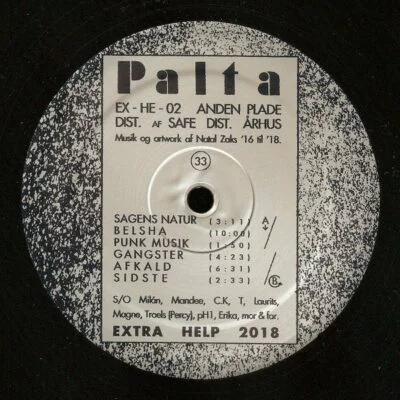 Palta
EX-HE-02 ANDEN PLADE
DIST. AF SAFE DIST. ÅRHUS
Musik og artwork af Natal Zaks '16 til '18.
33
SAGENS NATUR (3:11) A
BELSHA (10:00)
PUNK MUSIK (1:50)
GANGSTER (4:23)
AFKALD (6:31)
SIDSTE (2:33) B
S/O Milán, Mandee, C.K, T, Laurits,
Magne, Troels (Percy), pH1, Erika, mor & far.
EXTRA HELP 2018